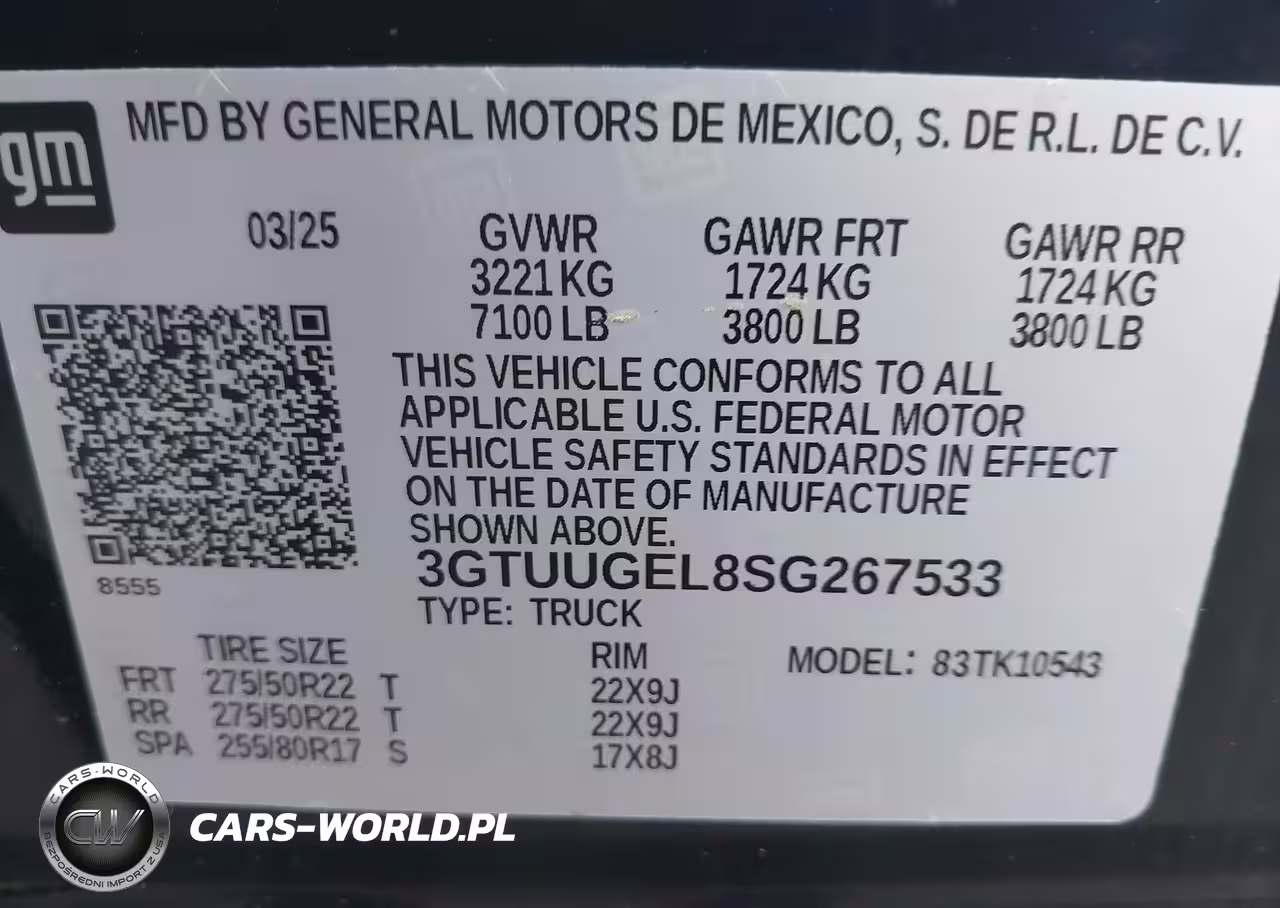 gm
MFD BY GENERAL MOTORS DE MEXICO, S. DE R.L. DE C.V.
03/25 GVWR GAWR FRT GAWR RR
3221 KG 1724 KG 1724 KG
7100 LB 3800 LB 3800 LB
THIS VEHICLE CONFORMS TO ALL
APPLICABLE U.S. FEDERAL MOTOR
VEHICLE SAFETY STANDARDS IN EFFECT
ON THE DATE OF MANUFACTURE
SHOWN ABOVE.
3GTUUGEL8SG267533
8555
TYPE: TRUCK
TIRE SIZE RIM MODEL: 83TK10543
FRT 275/50R22 T 22X9J
RR 275/50R22 T 22X9J
SPA 255/80R17 S 17X8J
CARS-WORLD
CW
BEZPOŚREDNI IMPORT Z USA
CARS-WORLD.PL